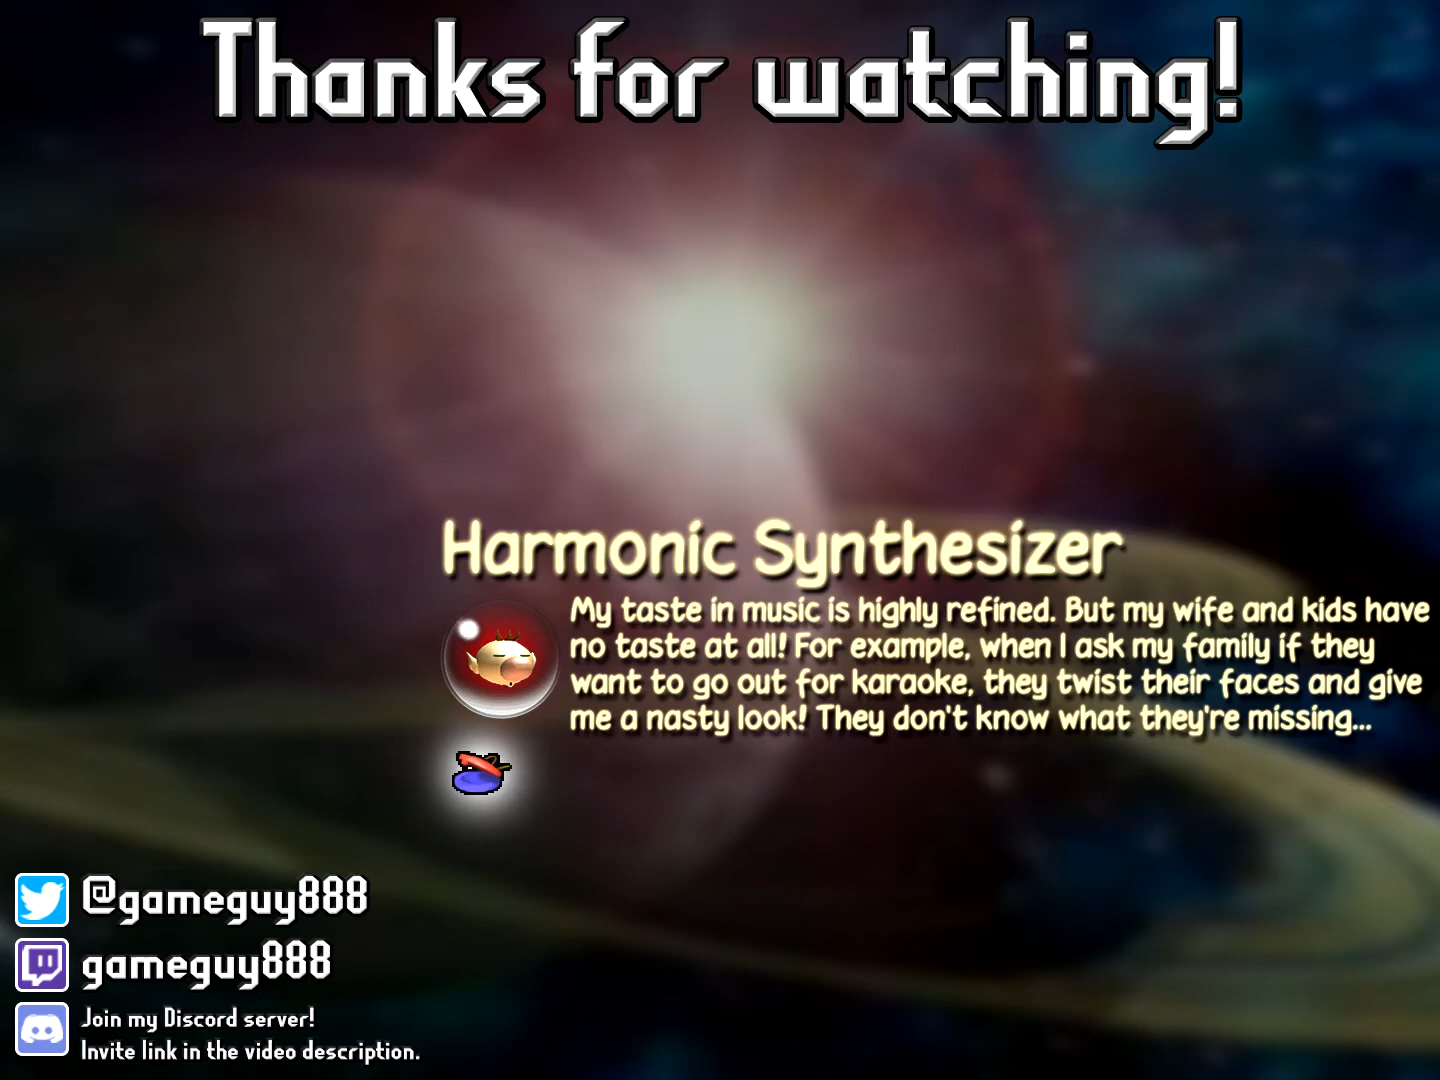 Thanks for watching!
Harmonic Synthesizer
My taste in music is highly refined. But my wife and kids have
no taste at all! For example, when I ask my family if they
want to go out for karaoke, they twist their faces and give
me a nasty look! They don't know what they're missing...
@gameguy888
gameguy888
Join my Discord server!
Invite link in the video description.